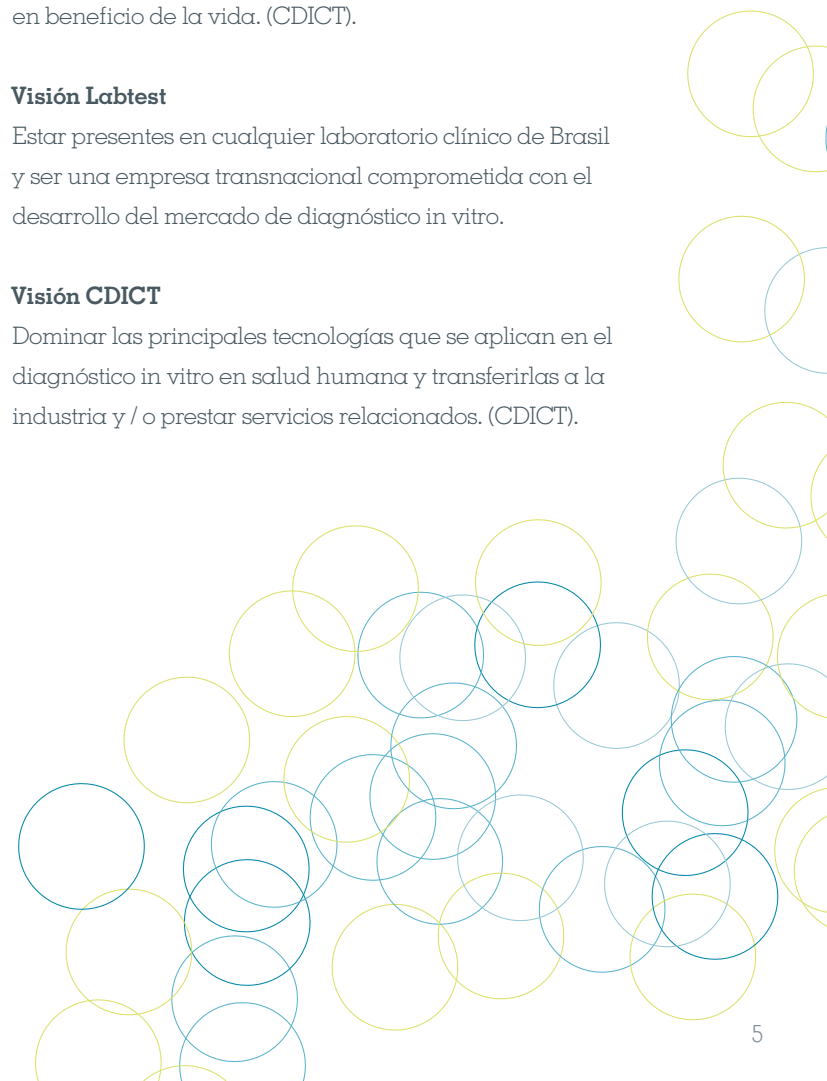 en beneficio de la vida. (CDICT).
Visión Labtest
Estar presentes en cualquier laboratorio clínico de Brasil
y ser una empresa transnacional comprometida con el
desarrollo del mercado de diagnóstico in vitro.
Visión CDICT
Dominar las principales tecnologías que se aplican en el
diagnóstico in vitro en salud humana y transferirlas a la
industria y / o prestar servicios relacionados. (CDICT).
5